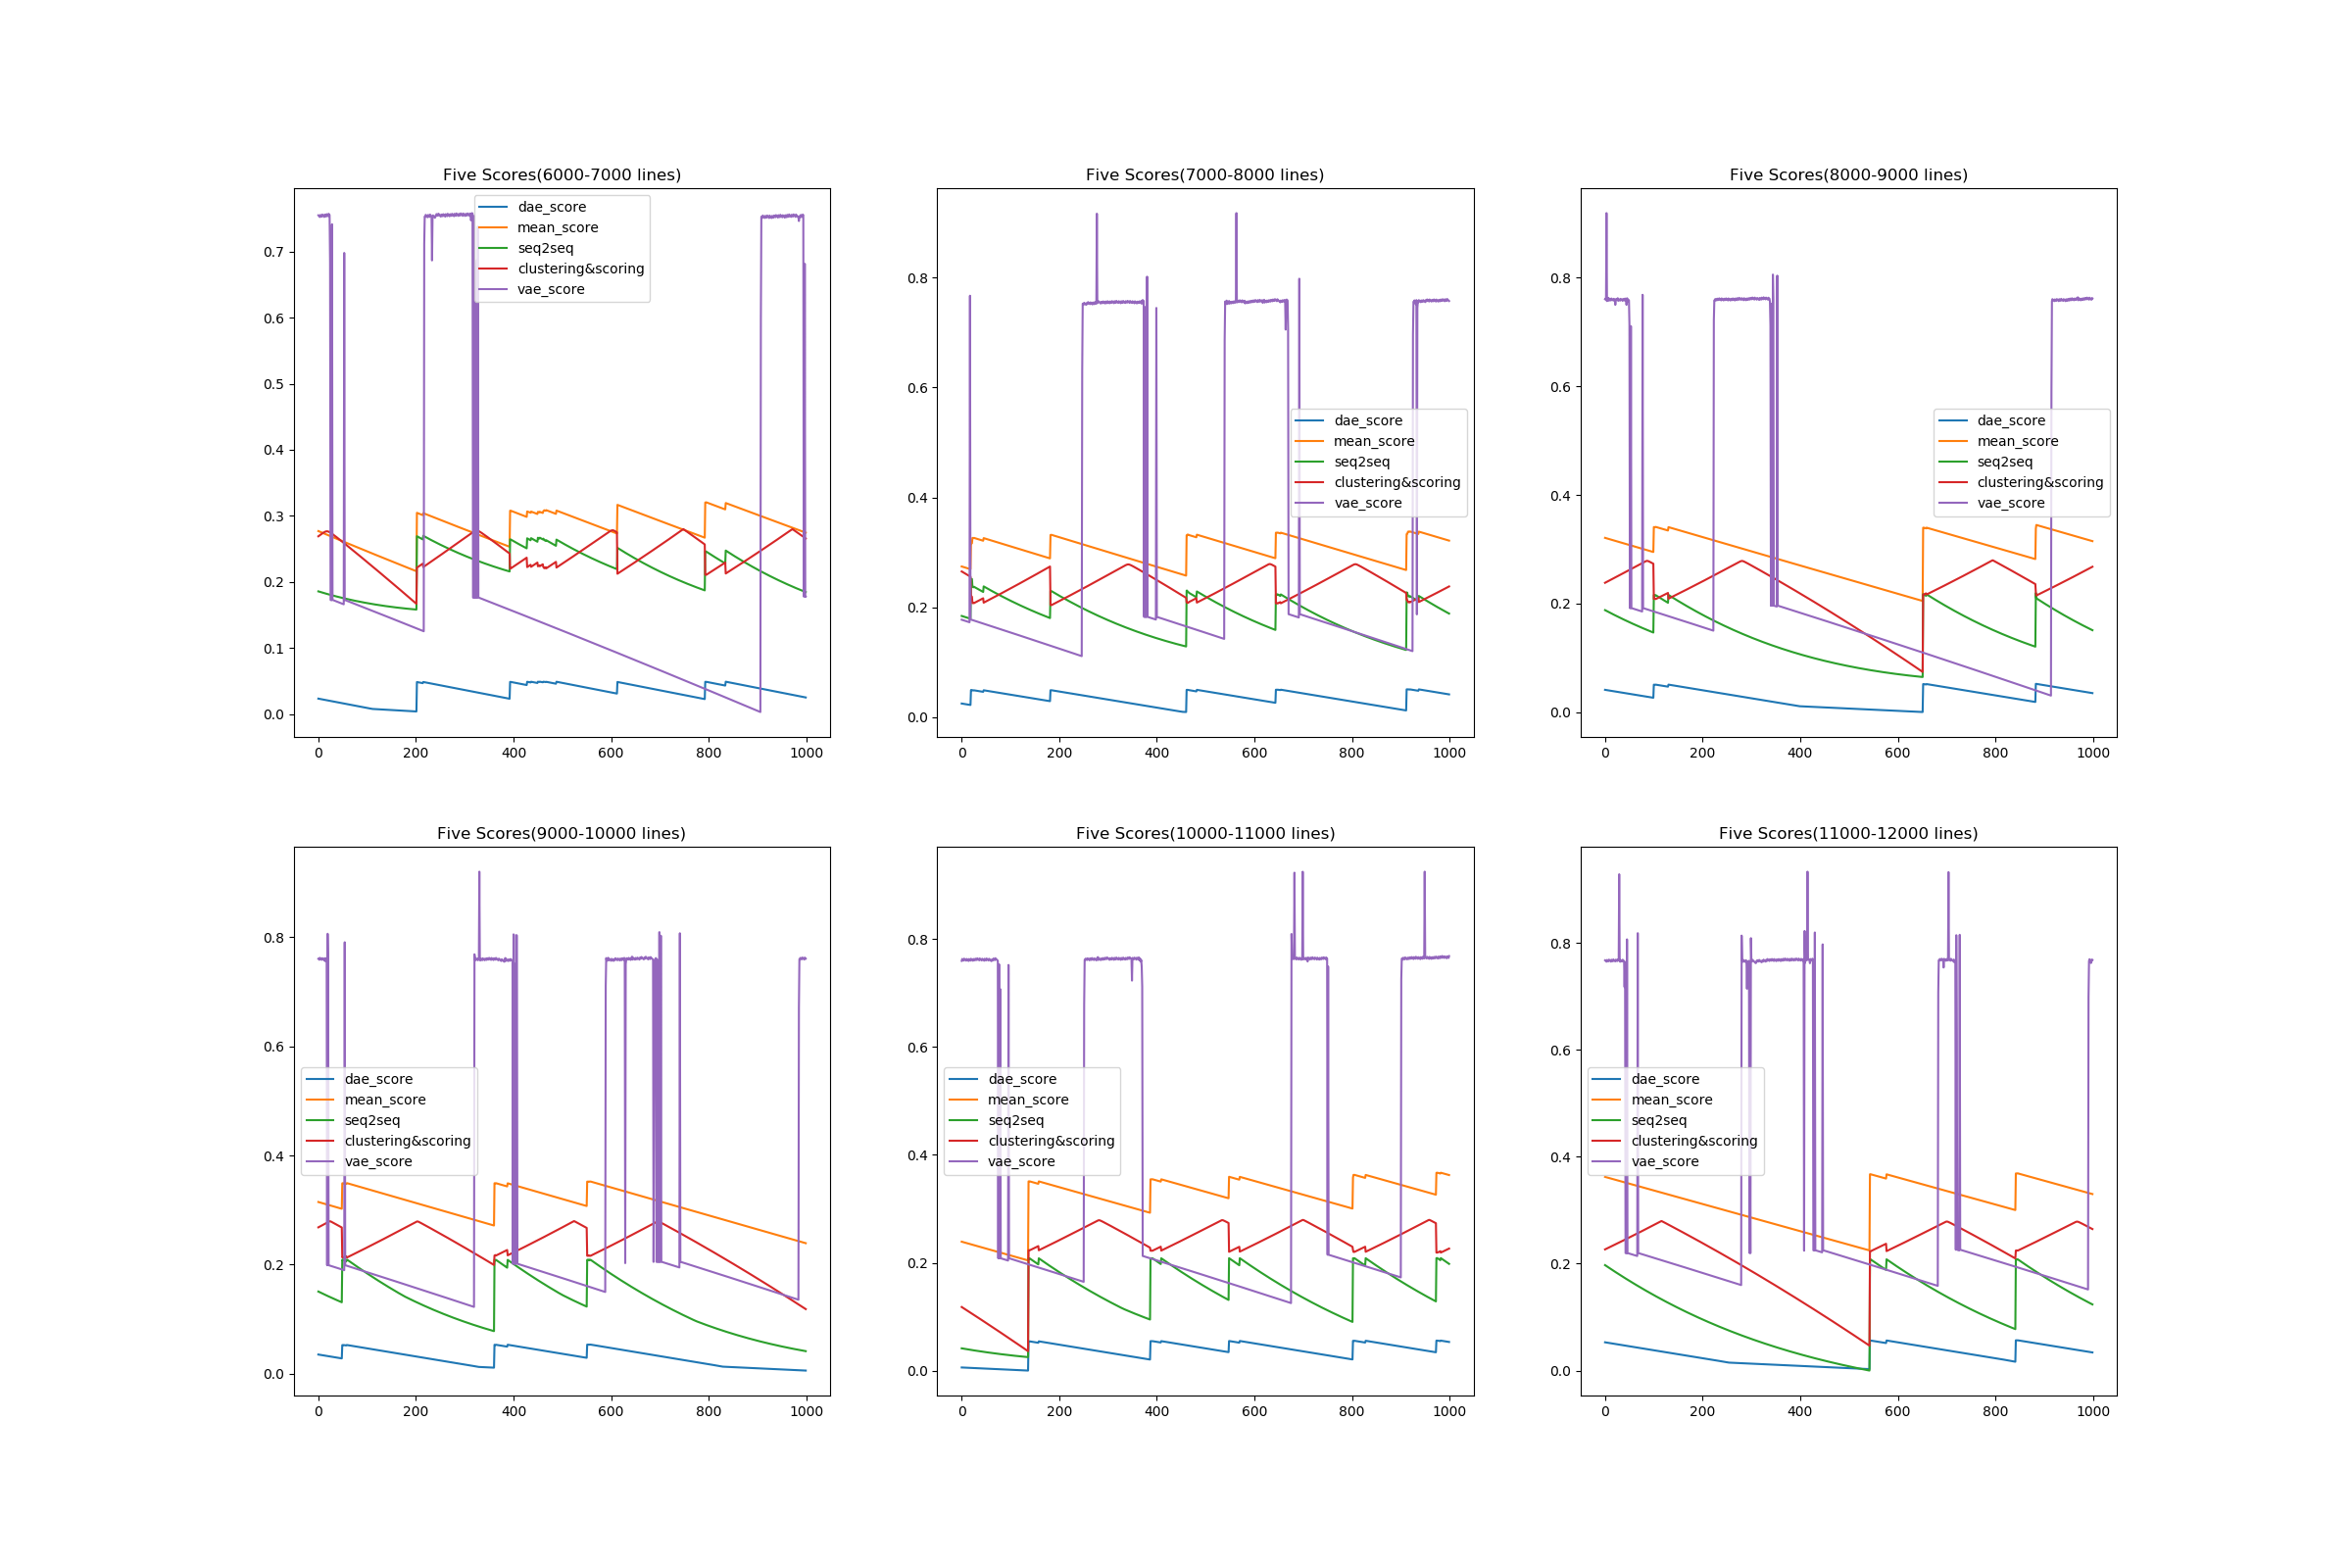 Five Scores(6000-7000 lines)
dae_score
mean_score
seq2seq
clustering&scoring
vae_score
0.7
0.6
0.5
0.4
0.3
0.2
0.1
0.0
0 200 400 600 800 1000
Five Scores(7000-8000 lines)
0.8
0.6
dae_score
mean_score
seq2seq
clustering&scoring
vae_score
0.4
0.2
0.0
0 200 400 600 800 1000
Five Scores(8000-9000 lines)
0.8
0.6
dae_score
mean_score
seq2seq
clustering&scoring
vae_score
0.4
0.2
0.0
0 200 400 600 800 1000
Five Scores(9000-10000 lines)
0.8
0.6
dae_score
mean_score
seq2seq
clustering&scoring
vae_score
0.4
0.2
0.0
0 200 400 600 800 1000
Five Scores(10000-11000 lines)
0.8
0.6
dae_score
mean_score
seq2seq
clustering&scoring
vae_score
0.4
0.2
0.0
0 200 400 600 800 1000
Five Scores(11000-12000 lines)
0.8
0.6
dae_score
mean_score
seq2seq
clustering&scoring
vae_score
0.4
0.2
0.0
0 200 400 600 800 1000